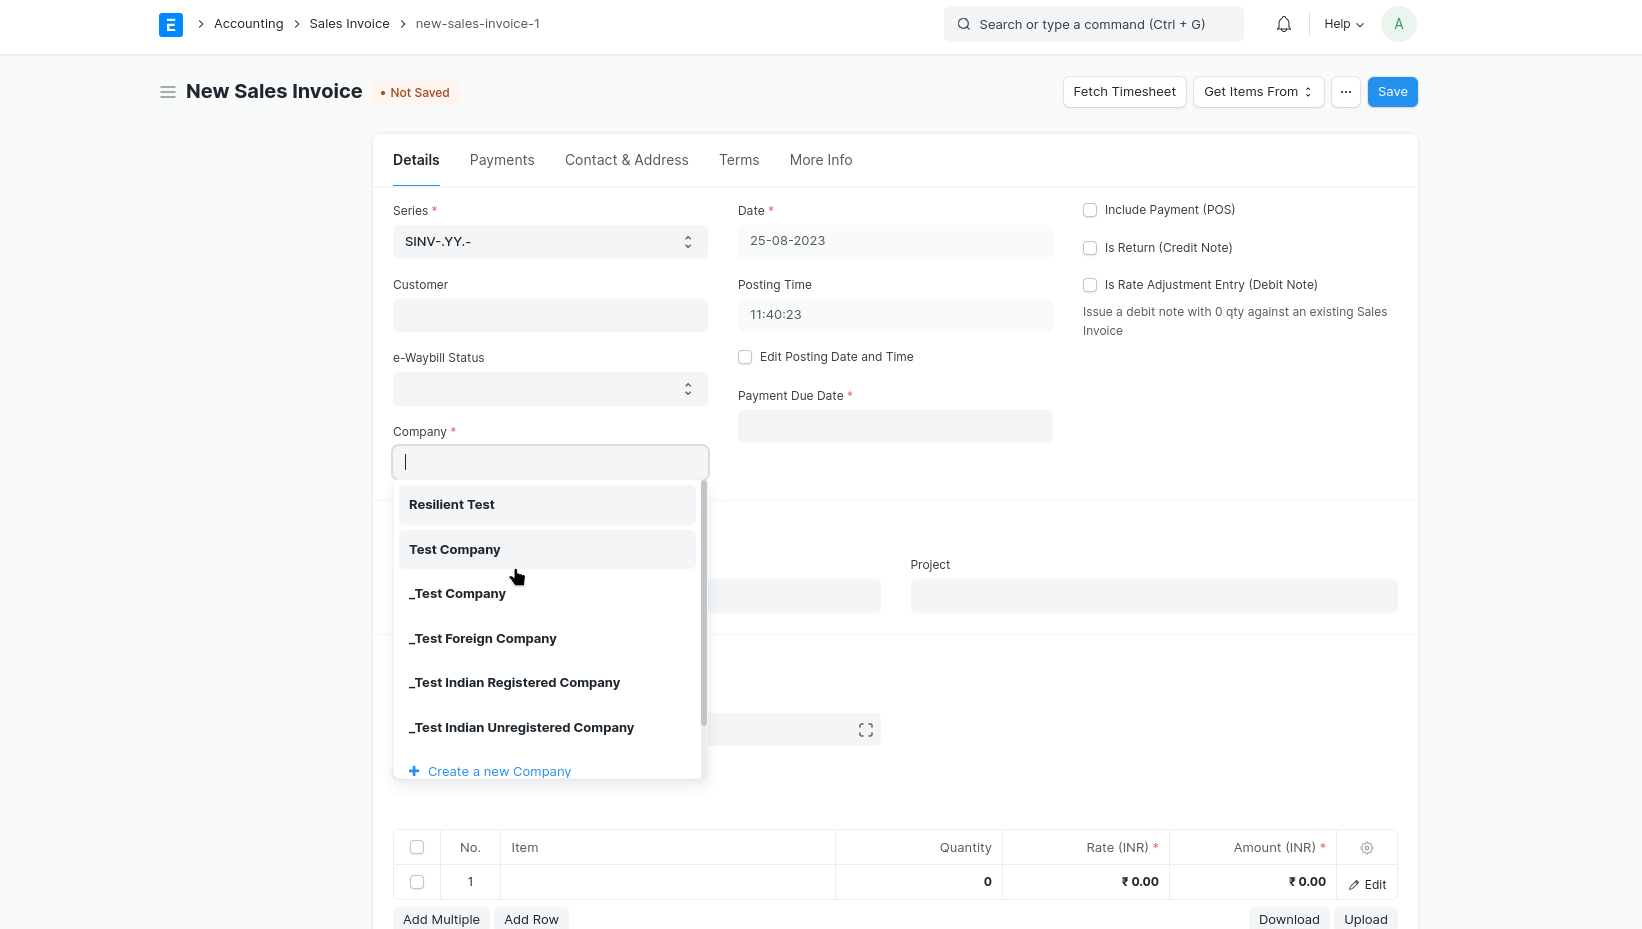 E > Accounting > Sales Invoice > new-sales-invoice-1
Search or type a command (Ctrl + G)
Help
A
New Sales Invoice
• Not Saved
Fetch Timesheet
Get Items From
...
Save
Details
Payments
Contact & Address
Terms
More Info
Series *
SINV-.YY.-
Customer
e-Waybill Status
Company *
Resilient Test
Test Company
_Test Company
_Test Foreign Company
_Test Indian Registered Company
_Test Indian Unregistered Company
+ Create a new Company
Date *
25-08-2023
Posting Time
11:40:23
Edit Posting Date and Time
Payment Due Date *
Include Payment (POS)
Is Return (Credit Note)
Is Rate Adjustment Entry (Debit Note)
Issue a debit note with 0 qty against an existing Sales
Invoice
Project
No. Item Quantity Rate (INR) * Amount (INR) *
1 0 ₹ 0.00 ₹ 0.00 Edit
Add Multiple
Add Row
Download
Upload